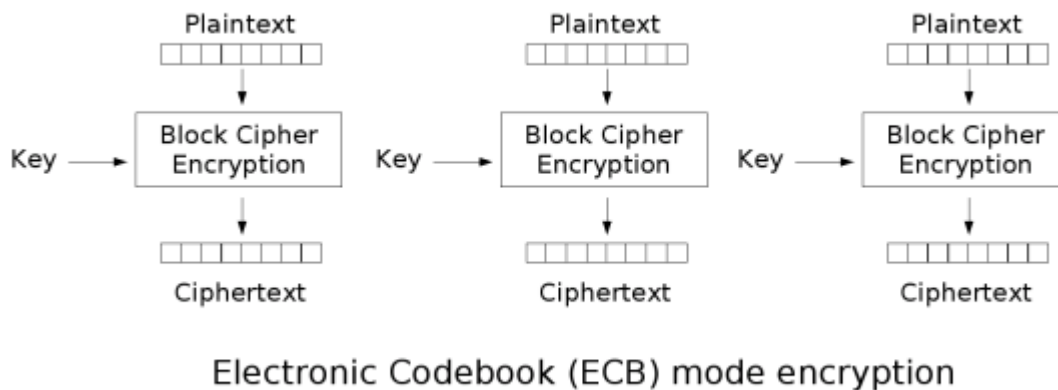 Plaintext Plaintext Plaintext
Key Block Cipher Encryption Key Block Cipher Encryption Key Block Cipher Encryption
Ciphertext Ciphertext Ciphertext
Electronic Codebook (ECB) mode encryption